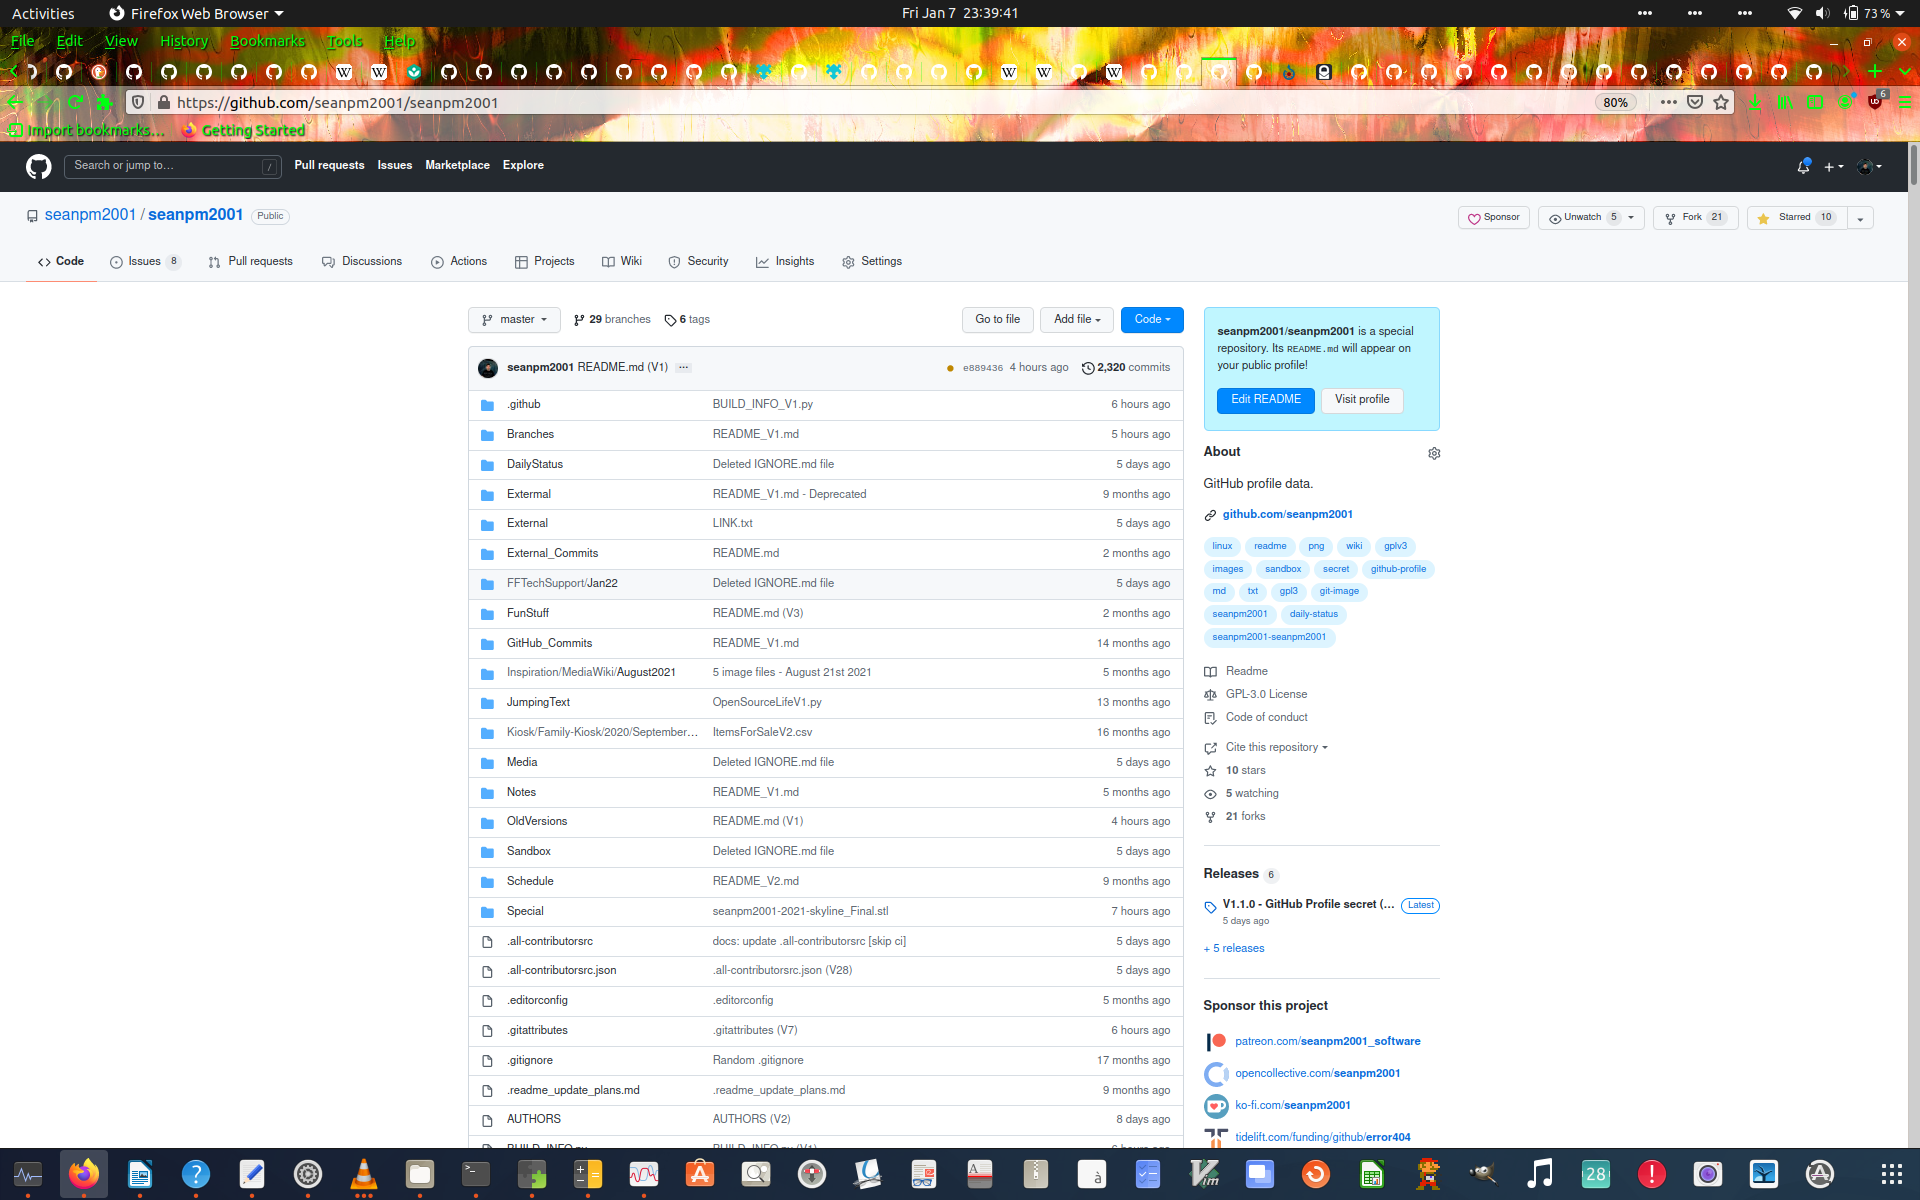 Activities Firefox Web Browser Fri Jan 7 23:39:41 73 %
File Edit View History Bookmarks Tools Help
https://github.com/seanpm2001/seanpm2001 80% 6
Import bookmarks... Getting Started
Search or jump to... / Pull requests Issues Marketplace Explore
seanpm2001 / seanpm2001 Public Sponsor Unwatch 5 Fork 21 Starred 10
Code Issues 8 Pull requests Discussions Actions Projects Wiki Security Insights Settings
master 29 branches 6 tags Go to file Add file Code
seanpm2001 README.md (V1) ... e889436 4 hours ago 2,320 commits
.github BUILD_INFO_V1.py 6 hours ago
Branches README_V1.md 5 hours ago
DailyStatus Deleted IGNORE.md file 5 days ago
Extermal README_V1.md - Deprecated 9 months ago
External LINK.txt 5 days ago
External_Commits README.md 2 months ago
FFTechSupport/Jan22 Deleted IGNORE.md file 5 days ago
FunStuff README.md (V3) 2 months ago
GitHub_Commits README_V1.md 14 months ago
Inspiration/MediaWiki/August2021 5 image files - August 21st 2021 5 months ago
JumpingText OpenSourceLifeV1.py 13 months ago
Kiosk/Family-Kiosk/2020/September... ItemsForSaleV2.csv 16 months ago
Media Deleted IGNORE.md file 5 days ago
Notes README_V1.md 5 months ago
OldVersions README.md (V1) 4 hours ago
Sandbox Deleted IGNORE.md file 5 days ago
Schedule README_V2.md 9 months ago
Special seanpm2001-2021-skyline_Final.stl 7 hours ago
.all-contributorsrc docs: update .all-contributorsrc [skip ci] 5 days ago
.all-contributorsrc.json .all-contributorsrc.json (V28) 5 days ago
.editorconfig .editorconfig 5 months ago
.gitattributes .gitattributes (V7) 6 hours ago
.gitignore Random .gitignore 17 months ago
.readme_update_plans.md .readme_update_plans.md 9 months ago
AUTHORS AUTHORS (V2) 8 days ago
seanpm2001/seanpm2001 is a special
repository. Its README.md will appear on
your public profile!
Edit README Visit profile
About
GitHub profile data.
github.com/seanpm2001
linux readme png wiki gplv3
images sandbox secret github-profile
md txt gpl3 git-image
seanpm2001 daily-status
seanpm2001-seanpm2001
Readme
GPL-3.0 License
Code of conduct
Cite this repository
10 stars
5 watching
21 forks
Releases 6
V1.1.0 - GitHub Profile secret (... Latest
5 days ago
+ 5 releases
Sponsor this project
patreon.com/seanpm2001_software
opencollective.com/seanpm2001
ko-fi.com/seanpm2001
tidelift.com/funding/github/error404
28